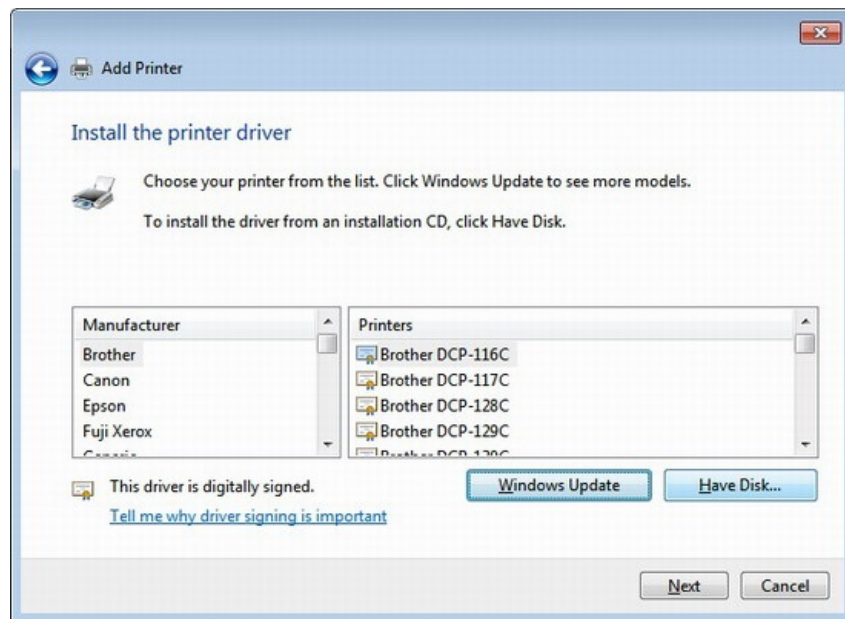 Add Printer
Install the printer driver
Choose your printer from the list. Click Windows Update to see more models.
To install the driver from an installation CD, click Have Disk.
Manufacturer
Brother
Canon
Epson
Fuji Xerox
Printers
Brother DCP-116C
Brother DCP-117C
Brother DCP-128C
Brother DCP-129C
This driver is digitally signed.
Tell me why driver signing is important
Windows Update
Have Disk...
Next
Cancel